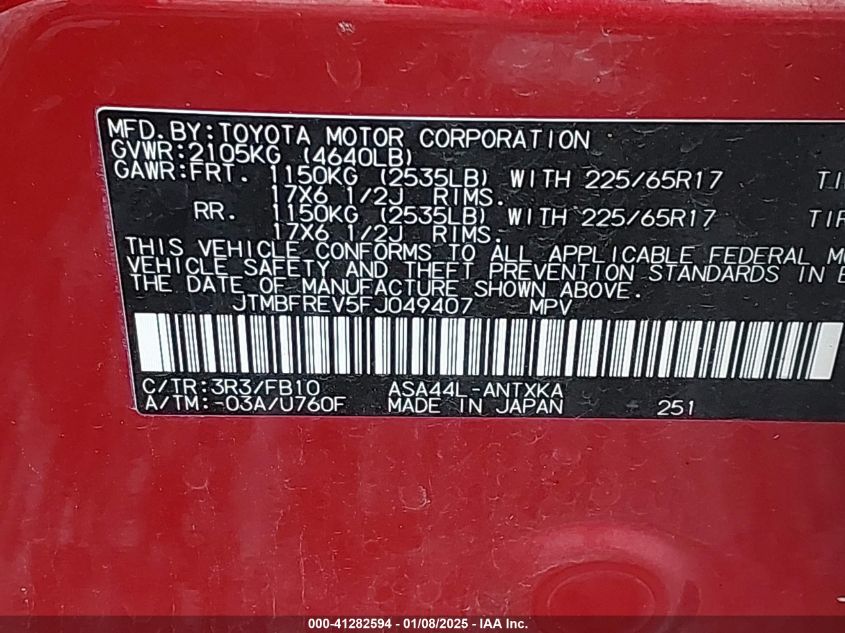 MFD. BY: TOYOTA MOTOR CORPORATION
GVWR: 2105KG (4640LB)
GAWR: FRT. 1150KG (2535LB) WITH 225/65R17 TI
17X6 1/2J RIMS.
RR. 1150KG (2535LB) WITH 225/65R17 TIR
17X6 1/2J RIMS.
THIS VEHICLE CONFORMS TO ALL APPLICABLE FEDERAL MO
VEHICLE SAFETY AND THEFT PREVENTION STANDARDS IN E
THE DATE OF MANUFACTURE SHOWN ABOVE.
JTMBFREV5FJ049407 MPV
C/TR: 3R3/FB10 ASA44L-ANTXKA
A/TM: -03A/U760F MADE IN JAPAN 251
000-41282594 - 01/08/2025 - IAA Inc.